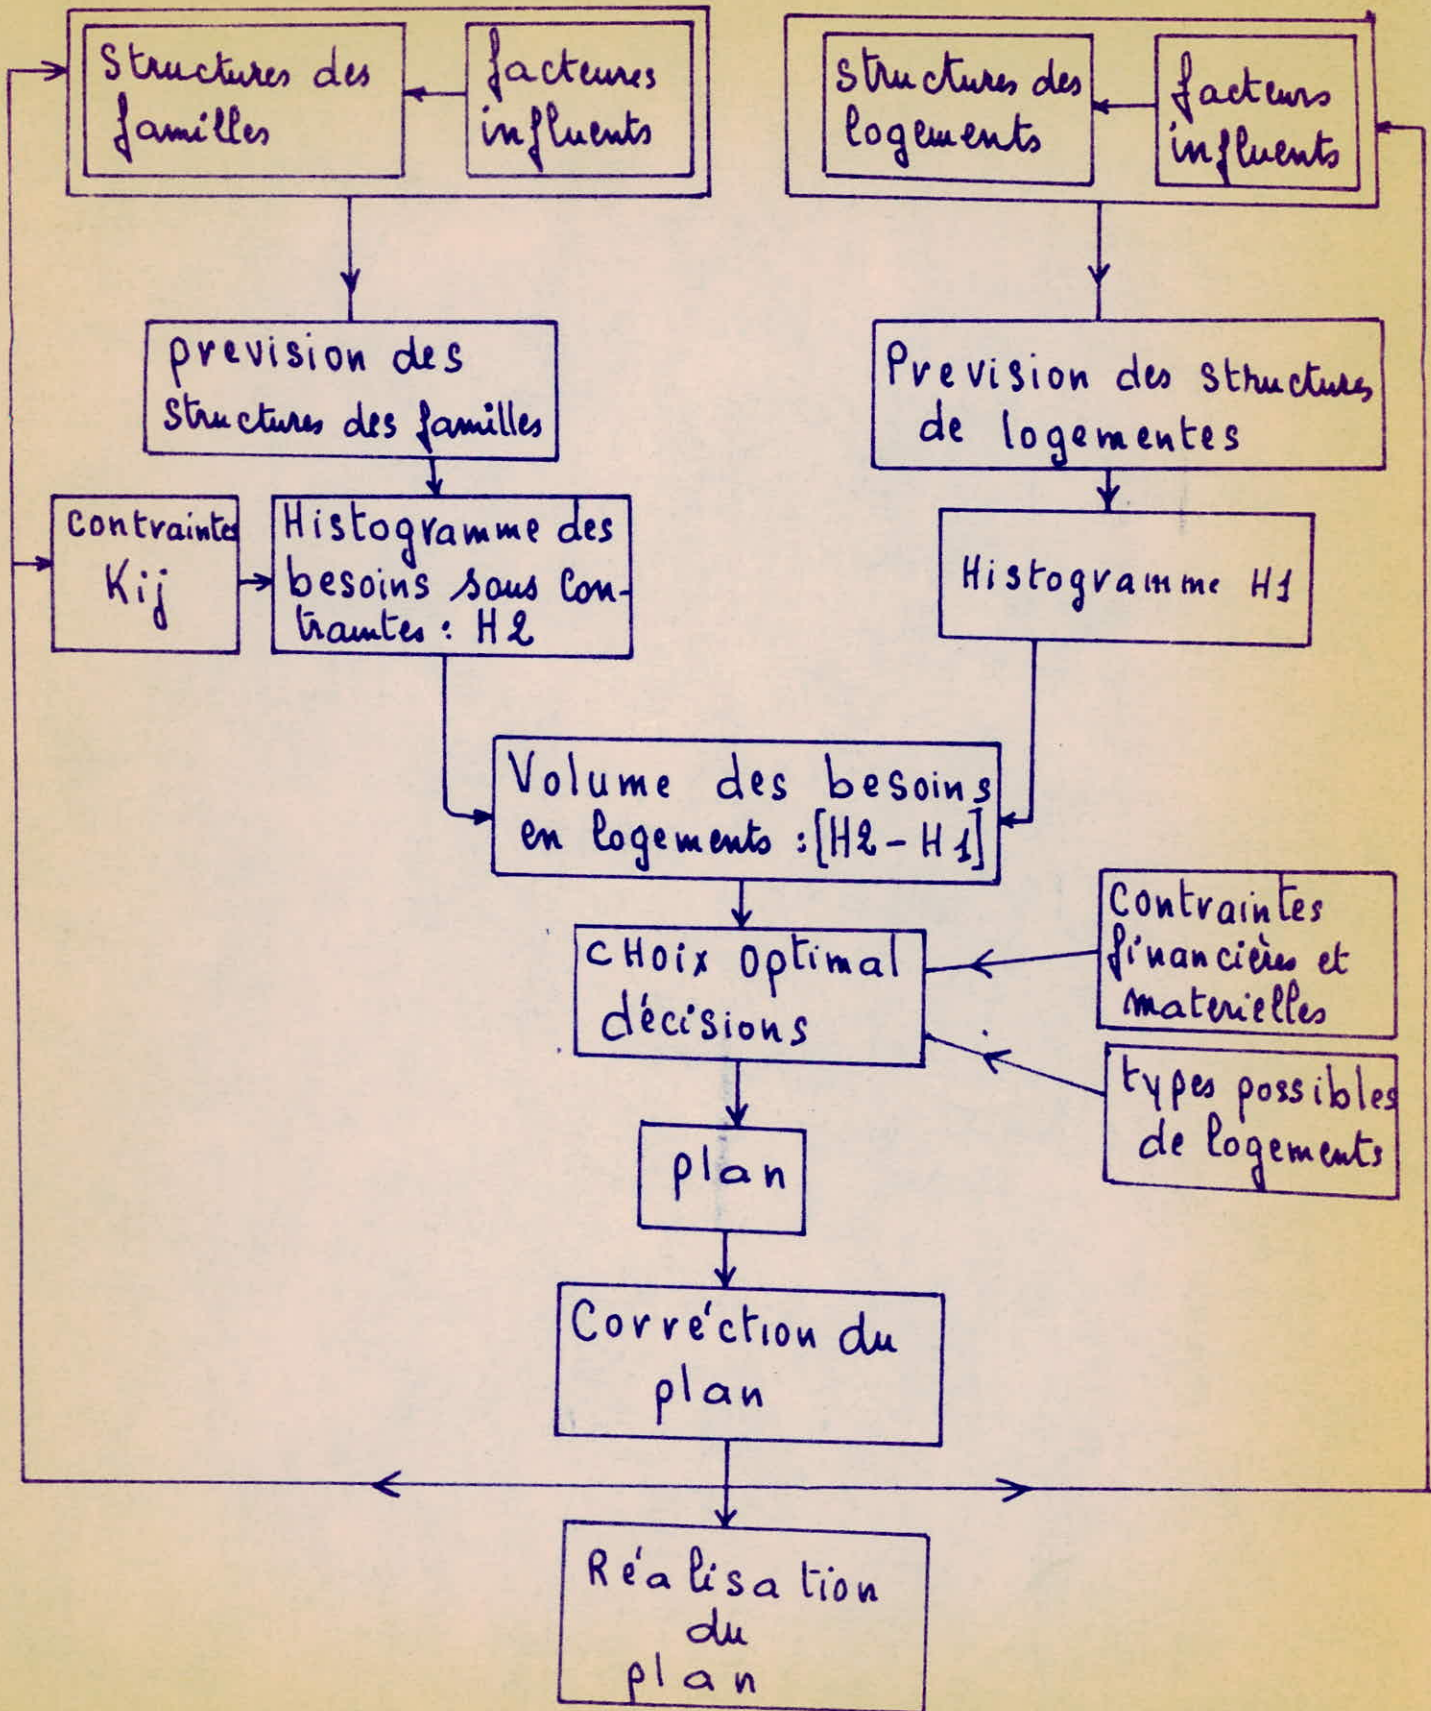 Structures des
familles
facteures
influents
structures des
logements
facteurs
influents
prevision des
structures des familles
Prevision des structures
de logementes
Contraintes
Kij
Histogramme des
besoins sous Con-
traintes : H2
Histogramme H1
Volume des besoins
en logements : [H2 - H1]
CHOix optimal
décisions
Contraintes
financières et
materielles
types possibles
de logements
plan
Corréction du
plan
Réalisation
du
plan